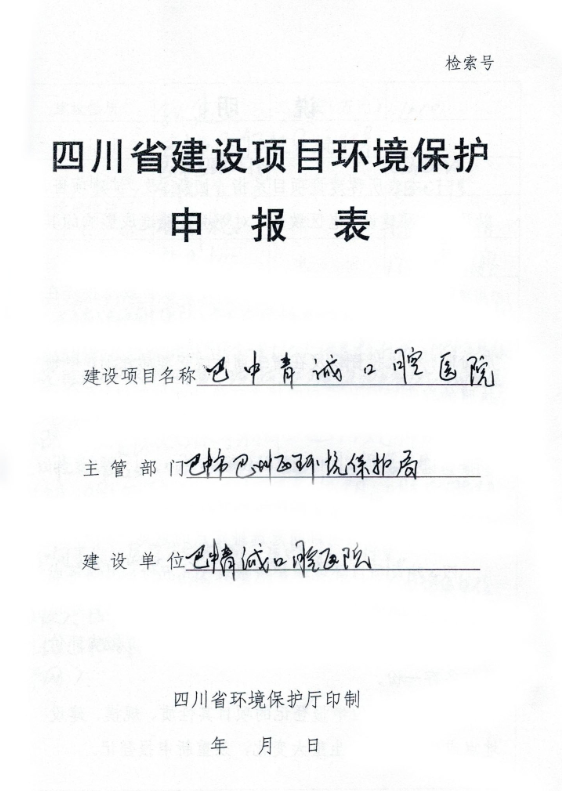 检索号
四川省建设项目环境保护
申报表
建设项目名称 巴中青诚口腔医院
主管部门 巴中市巴州区环境保护局
建设单位 巴中青诚口腔医院
四川省环境保护厅印制
年 月 日